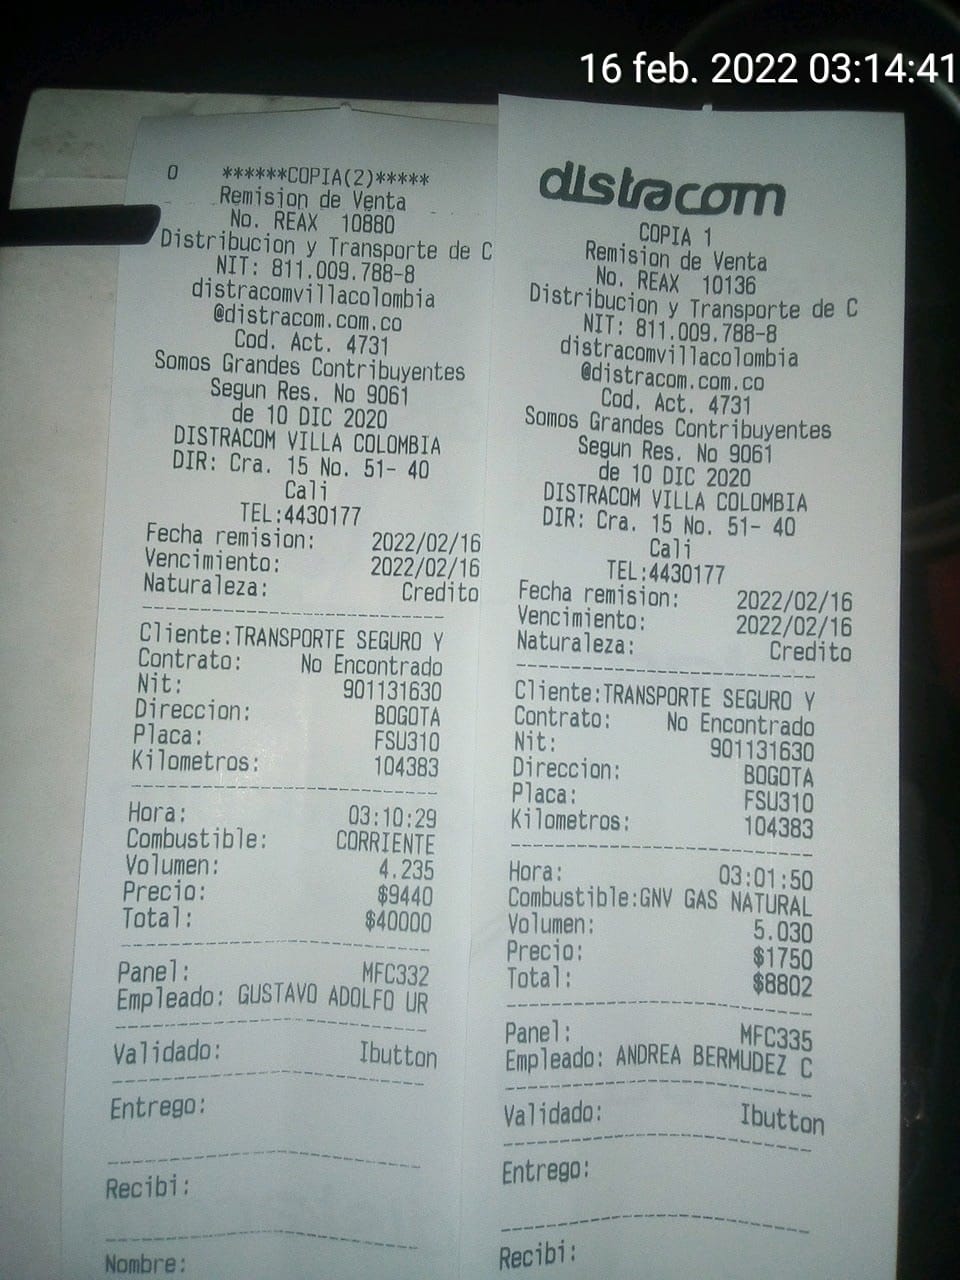 16 feb. 2022 03:14:41
0 ******COPIA(2)*****
Remision de Venta
No. REAX 10880
Distribucion y Transporte de C
NIT: 811.009.788-8
distracomvillacolombia
@distracom.com.co
Cod. Act. 4731
Somos Grandes Contribuyentes
Segun Res. No 9061
de 10 DIC 2020
DISTRACOM VILLA COLOMBIA
DIR: Cra. 15 No. 51- 40
Cali
TEL:4430177
Fecha remision: 2022/02/16
Vencimiento: 2022/02/16
Naturaleza: Credito
Cliente:TRANSPORTE SEGURO Y
Contrato: No Encontrado
Nit: 901131630
Direccion: BOGOTA
Placa: FSU310
Kilometros: 104383
Hora: 03:10:29
Combustible: CORRIENTE
Volumen: 4.235
Precio: $9440
Total: $40000
Panel: MFC332
Empleado: GUSTAVO ADOLFO UR
Validado: Ibutton
Entrego:
Recibi:
Nombre:
distracom
COPIA 1
Remision de Venta
No. REAX 10136
Distribucion y Transporte de C
NIT: 811.009.788-8
distracomvillacolombia
@distracom.com.co
Cod. Act. 4731
Somos Grandes Contribuyentes
Segun Res. No 9061
de 10 DIC 2020
DISTRACOM VILLA COLOMBIA
DIR: Cra. 15 No. 51- 40
Cali
TEL:4430177
Fecha remision: 2022/02/16
Vencimiento: 2022/02/16
Naturaleza: Credito
Cliente:TRANSPORTE SEGURO Y
Contrato: No Encontrado
Nit: 901131630
Direccion: BOGOTA
Placa: FSU310
Kilometros: 104383
Hora: 03:01:50
Combustible:GNV GAS NATURAL
Volumen: 5.030
Precio: $1750
Total: $8802
Panel: MFC335
Empleado: ANDREA BERMUDEZ C
Validado: Ibutton
Entrego:
Recibi: